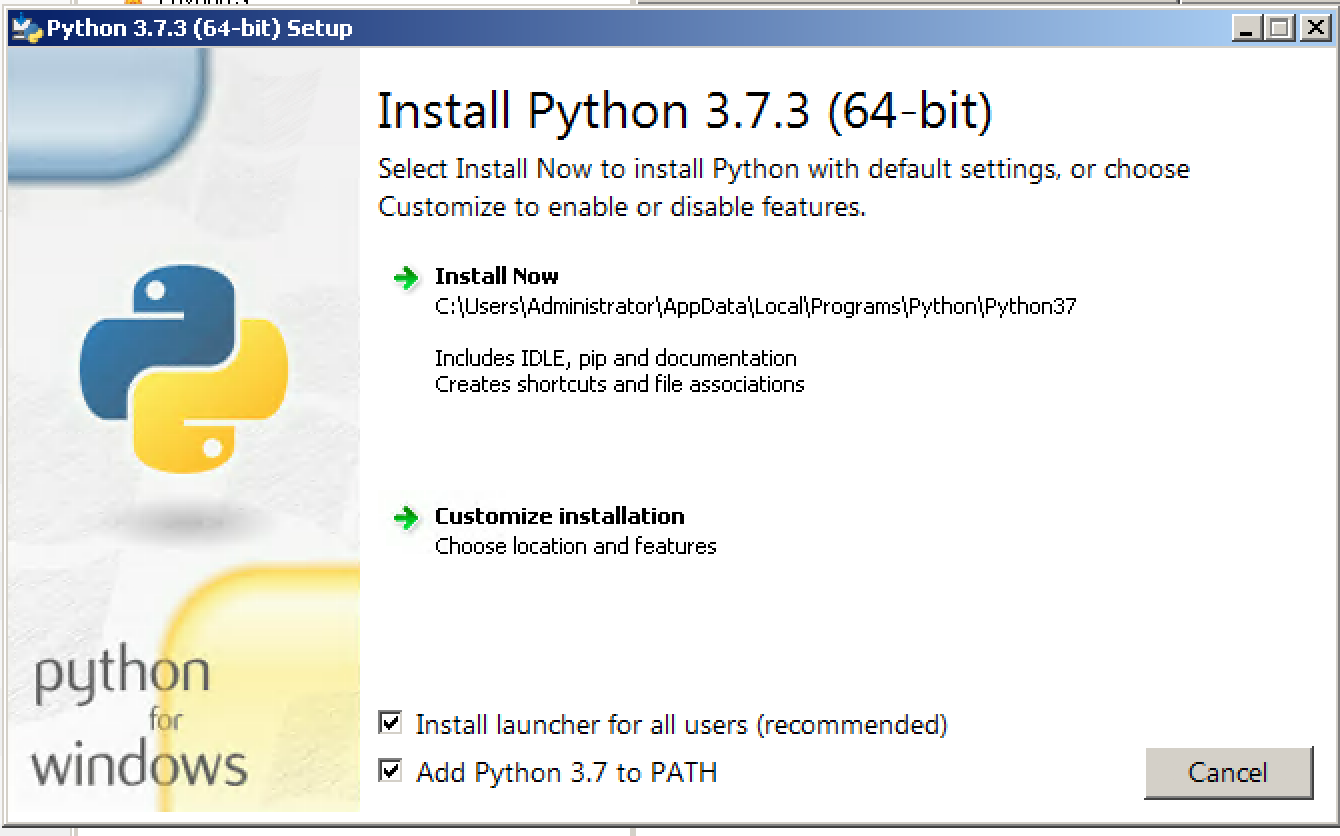 Python 3.7.3 (64-bit) Setup
Install Python 3.7.3 (64-bit)
Select Install Now to install Python with default settings, or choose
Customize to enable or disable features.
Install Now
C:\Users\Administrator\AppData\Local\Programs\Python\Python37
Includes IDLE, pip and documentation
Creates shortcuts and file associations
Customize installation
Choose location and features
python
for
windows
Install launcher for all users (recommended)
Add Python 3.7 to PATH
Cancel